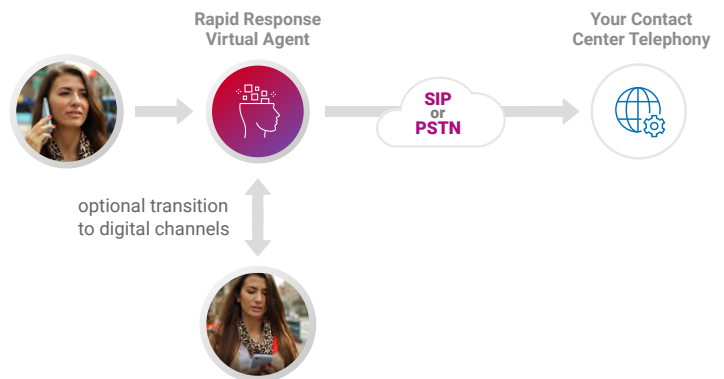 Rapid Response
Virtual Agent
Your Contact
Center Telephony
SIP
or
PSTN
optional transition
to digital channels